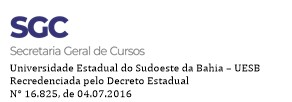 SGC
Secretaria Geral de Cursos
Universidade Estadual do Sudoeste da Bahia – UESB
Recredenciada pelo Decreto Estadual
N° 16.825, de 04.07.2016